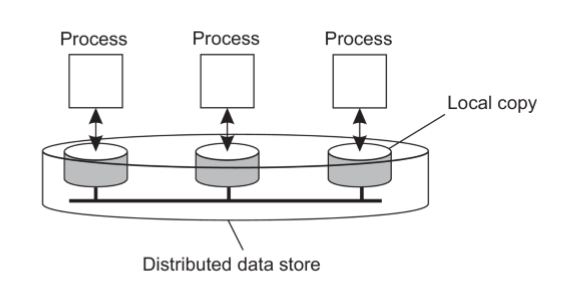 Process
Process
Process
Local copy
Distributed data store